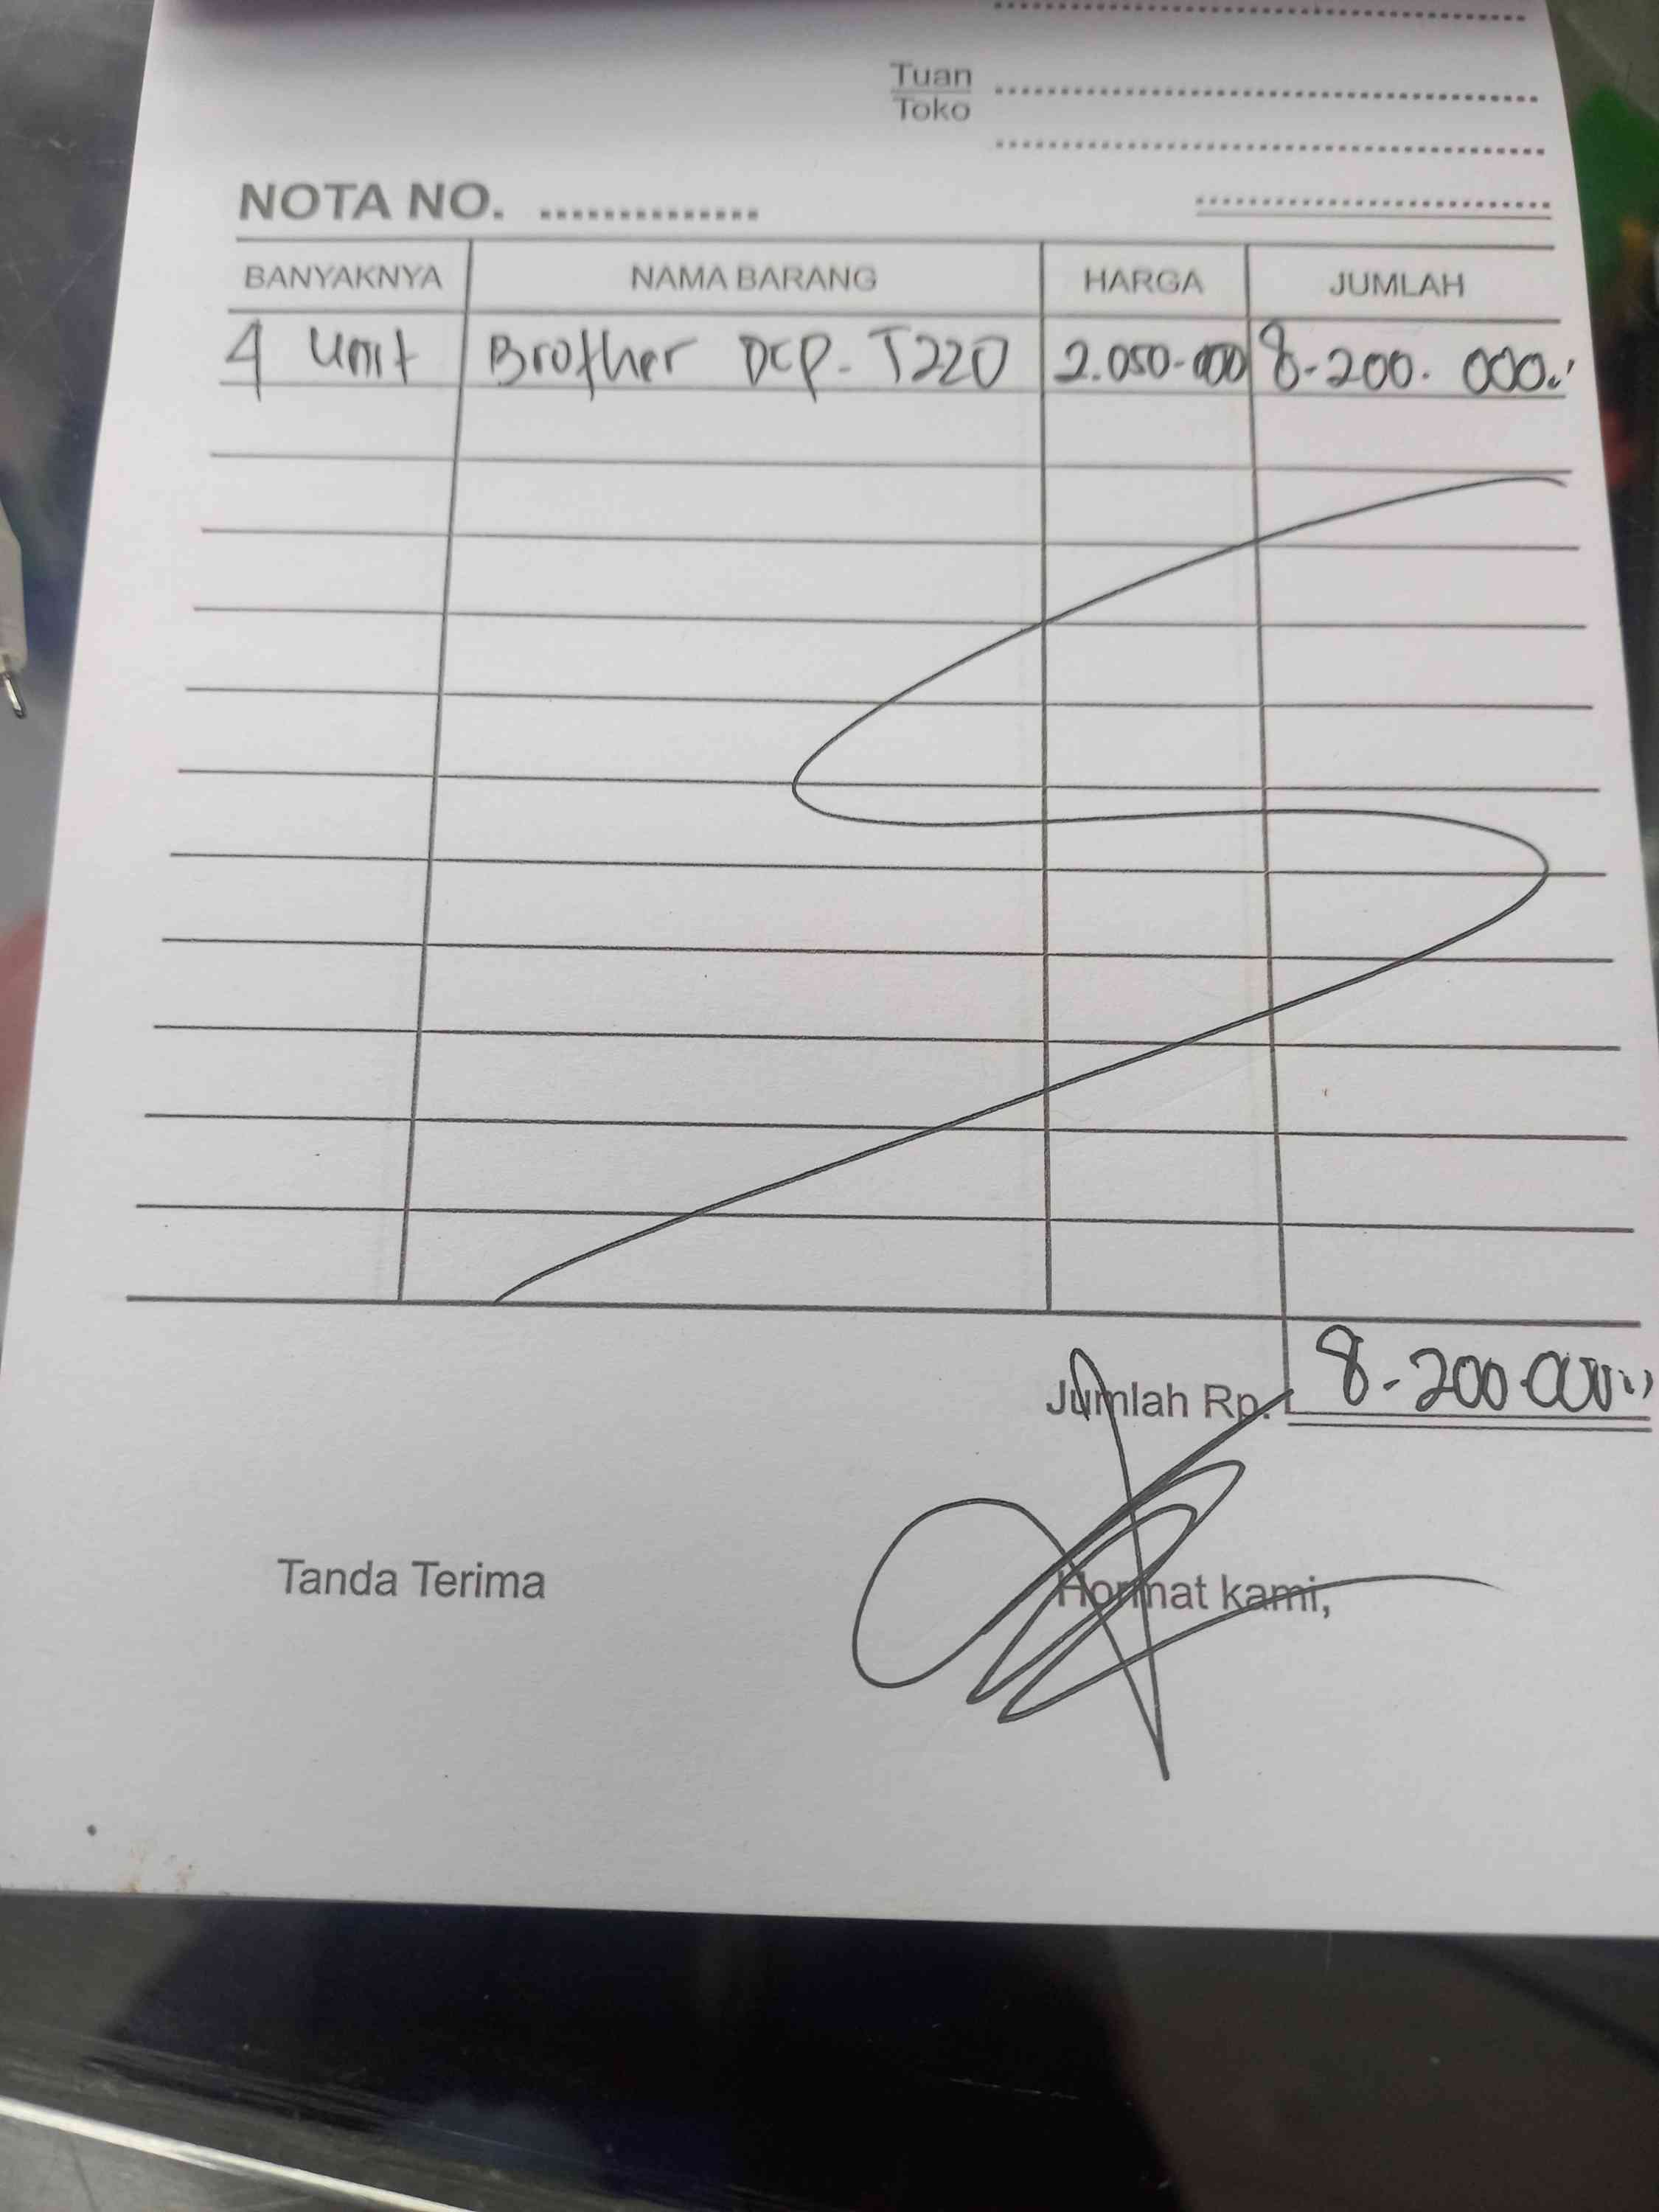 Tuan
Toko
NOTA NO. ..............
BANYAKNYA NAMA BARANG HARGA JUMLAH
4 Unit Brother DCP-T220 2.050.000 8.200.000
Jumlah Rp. 8.200.000
Tanda Terima Hormat kami,